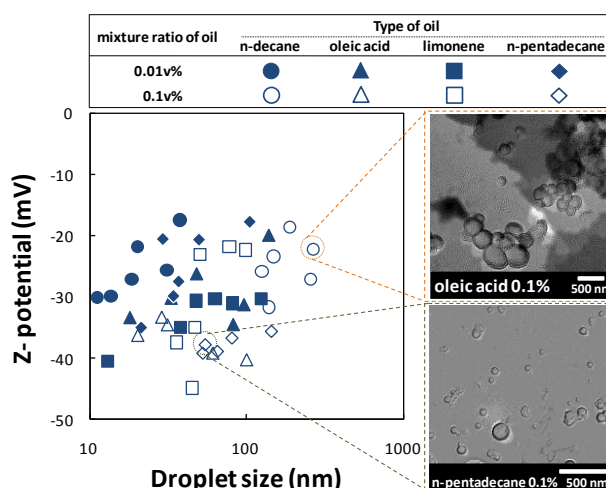 mixture ratio of oil
Type of oil
n-decane oleic acid limonene n-pentadecane
0.01v%
0.1v%
Z- potential (mV)
0
-10
-20
-30
-40
-50
10 100 1000
Droplet size (nm)
oleic acid 0.1% 500 nm
n-pentadecane 0.1% 500 nm